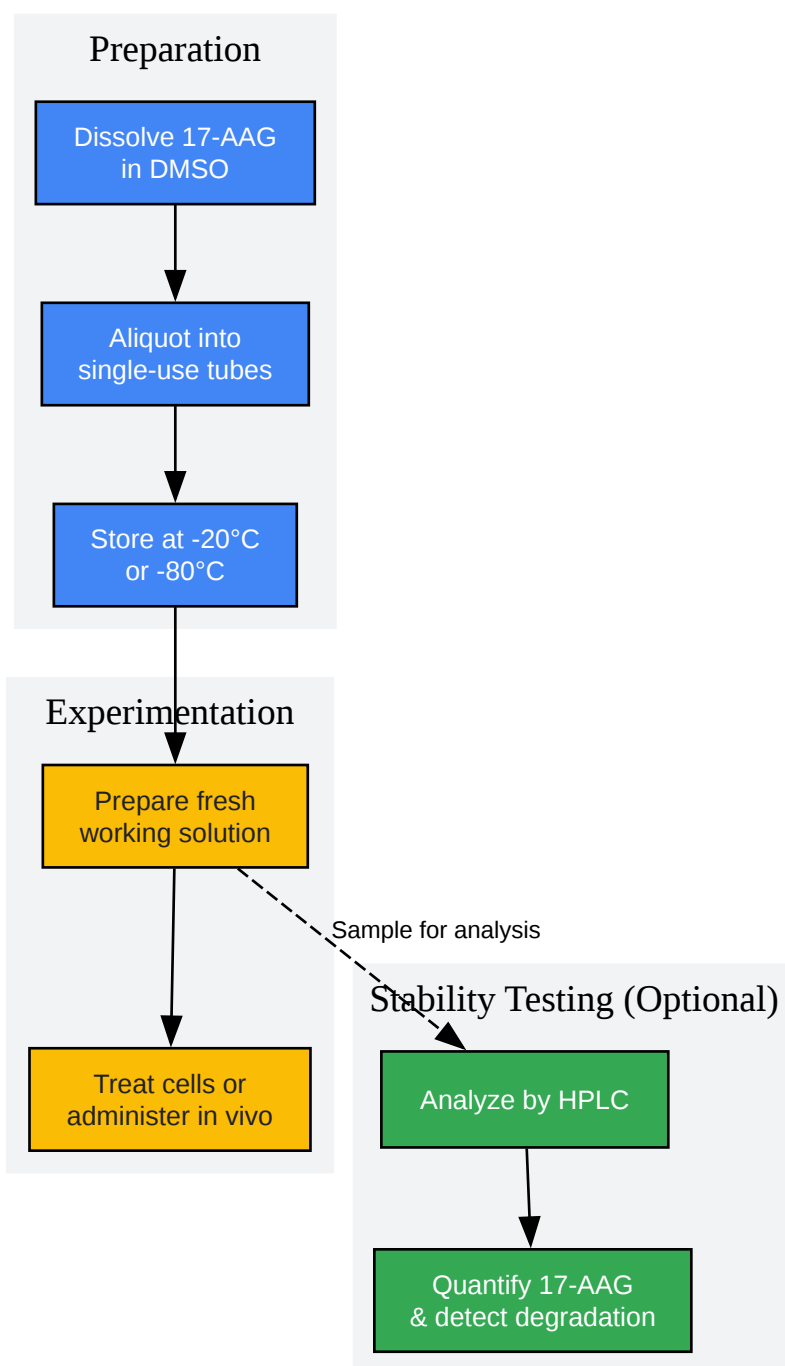 Preparation
Dissolve 17-AAG
in DMSO
Aliquot into
single-use tubes
Store at -20°C
or -80°C
Experimentation
Prepare fresh
working solution
Sample for analysis
Stability Testing (Optional)
Treat cells or
administer in vivo
Analyze by HPLC
Quantify 17-AAG
& detect degradation